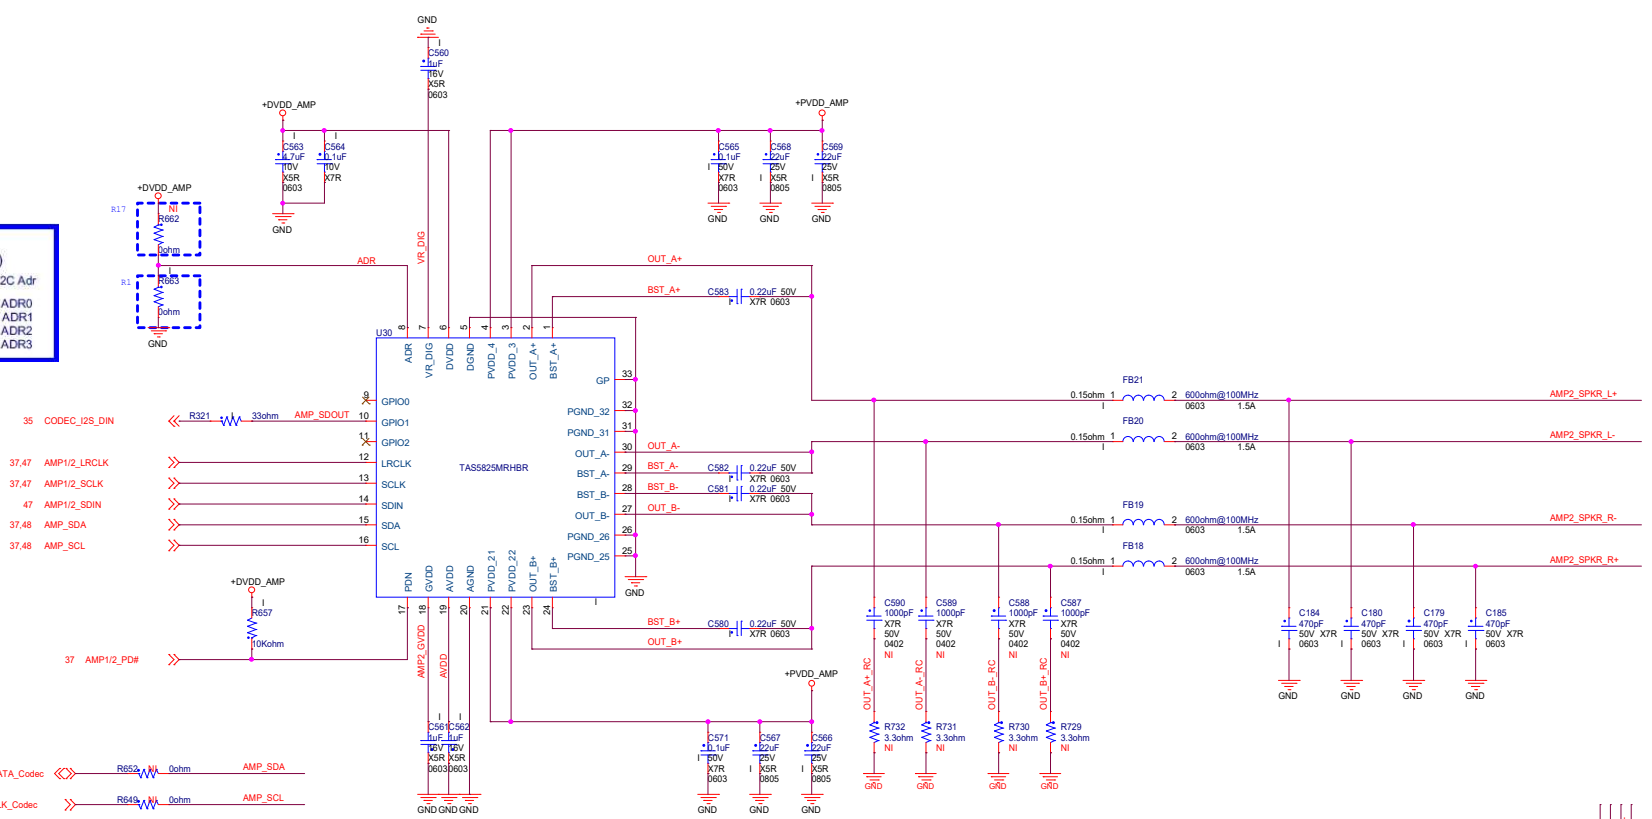 GND
C560
1uF
16V
X5R
0603
+DVDD_AMP
C563
4.7uF
10V
X5R
0603
C564
0.1uF
10V
X7R
GND
+PVDD_AMP
C565
0.1uF
50V
X7R
0603
C568
22uF
25V
X5R
0805
C569
22uF
25V
X5R
0805
GND
GND
GND
+DVDD_AMP
R17
NI
R662
0ohm
ADR
R1
R663
0ohm
GND
VR_DIG
2C Adr
ADR0
ADR1
ADR2
ADR3
OUT_A+
BST_A+
C583
0.22uF 50V
X7R 0603
U30
8
7
6
5
4
3
2
1
ADR
VR_DIG
DVDD
DGND
PVDD_4
PVDD_3
OUT_A+
BST_A+
GP
33
9
GPIO0
10
GPIO1
11
GPIO2
12
LRCLK
13
SCLK
14
SDIN
15
SDA
16
SCL
TAS5825MRHBR
32
PGND_32
31
PGND_31
30
OUT_A-
29
BST_A-
28
BST_B-
27
OUT_B-
26
PGND_26
25
PGND_25
GND
PDN
GVDD
AVDD
AGND
PVDD_21
PVDD_22
OUT_B+
BST_B+
17
18
19
20
21
22
23
24
35 CODEC_I2S_DIN
R321
33ohm
AMP_SDOUT
37,47 AMP1/2_LRCLK
37,47 AMP1/2_SCLK
47 AMP1/2_SDIN
37,48 AMP_SDA
37,48 AMP_SCL
+DVDD_AMP
R657
10Kohm
37 AMP1/2_PD#
OUT_A-
BST_A-
C582
0.22uF 50V
X7R 0603
BST_B-
C581
0.22uF 50V
X7R 0603
OUT_B-
BST_B+
C580
0.22uF 50V
X7R 0603
OUT_B+
AMP2_GVDD
AVDD
C561
1uF
16V
X5R
0603
C562
1uF
16V
X5R
0603
GND
GND
GND
+PVDD_AMP
C571
0.1uF
50V
X7R
0603
C567
22uF
25V
X5R
0805
C566
22uF
25V
X5R
0805
GND
GND
GND
FB21
0.15ohm 1
2 600ohm@100MHz
0603 1.5A
AMP2_SPKR_L+
FB20
0.15ohm 1
2 600ohm@100MHz
0603 1.5A
AMP2_SPKR_L-
FB19
0.15ohm 1
2 600ohm@100MHz
0603 1.5A
AMP2_SPKR_R-
FB18
0.15ohm 1
2 600ohm@100MHz
0603 1.5A
AMP2_SPKR_R+
C590
1000pF
X7R
50V
0402
NI
C589
1000pF
X7R
50V
0402
NI
C588
1000pF
X7R
50V
0402
NI
C587
1000pF
X7R
50V
0402
NI
OUT_A+_RC
OUT_A-_RC
OUT_B-_RC
OUT_B+_RC
R732
3.3ohm
NI
R731
3.3ohm
NI
R730
3.3ohm
NI
R729
3.3ohm
NI
GND
GND
GND
GND
C184
470pF
50V X7R
0603
C180
470pF
50V X7R
0603
C179
470pF
50V X7R
0603
C185
470pF
50V X7R
0603
GND
GND
GND
GND
ATA_Codec
R652
NI
0ohm
AMP_SDA
LK_Codec
R649
NI
0ohm
AMP_SCL